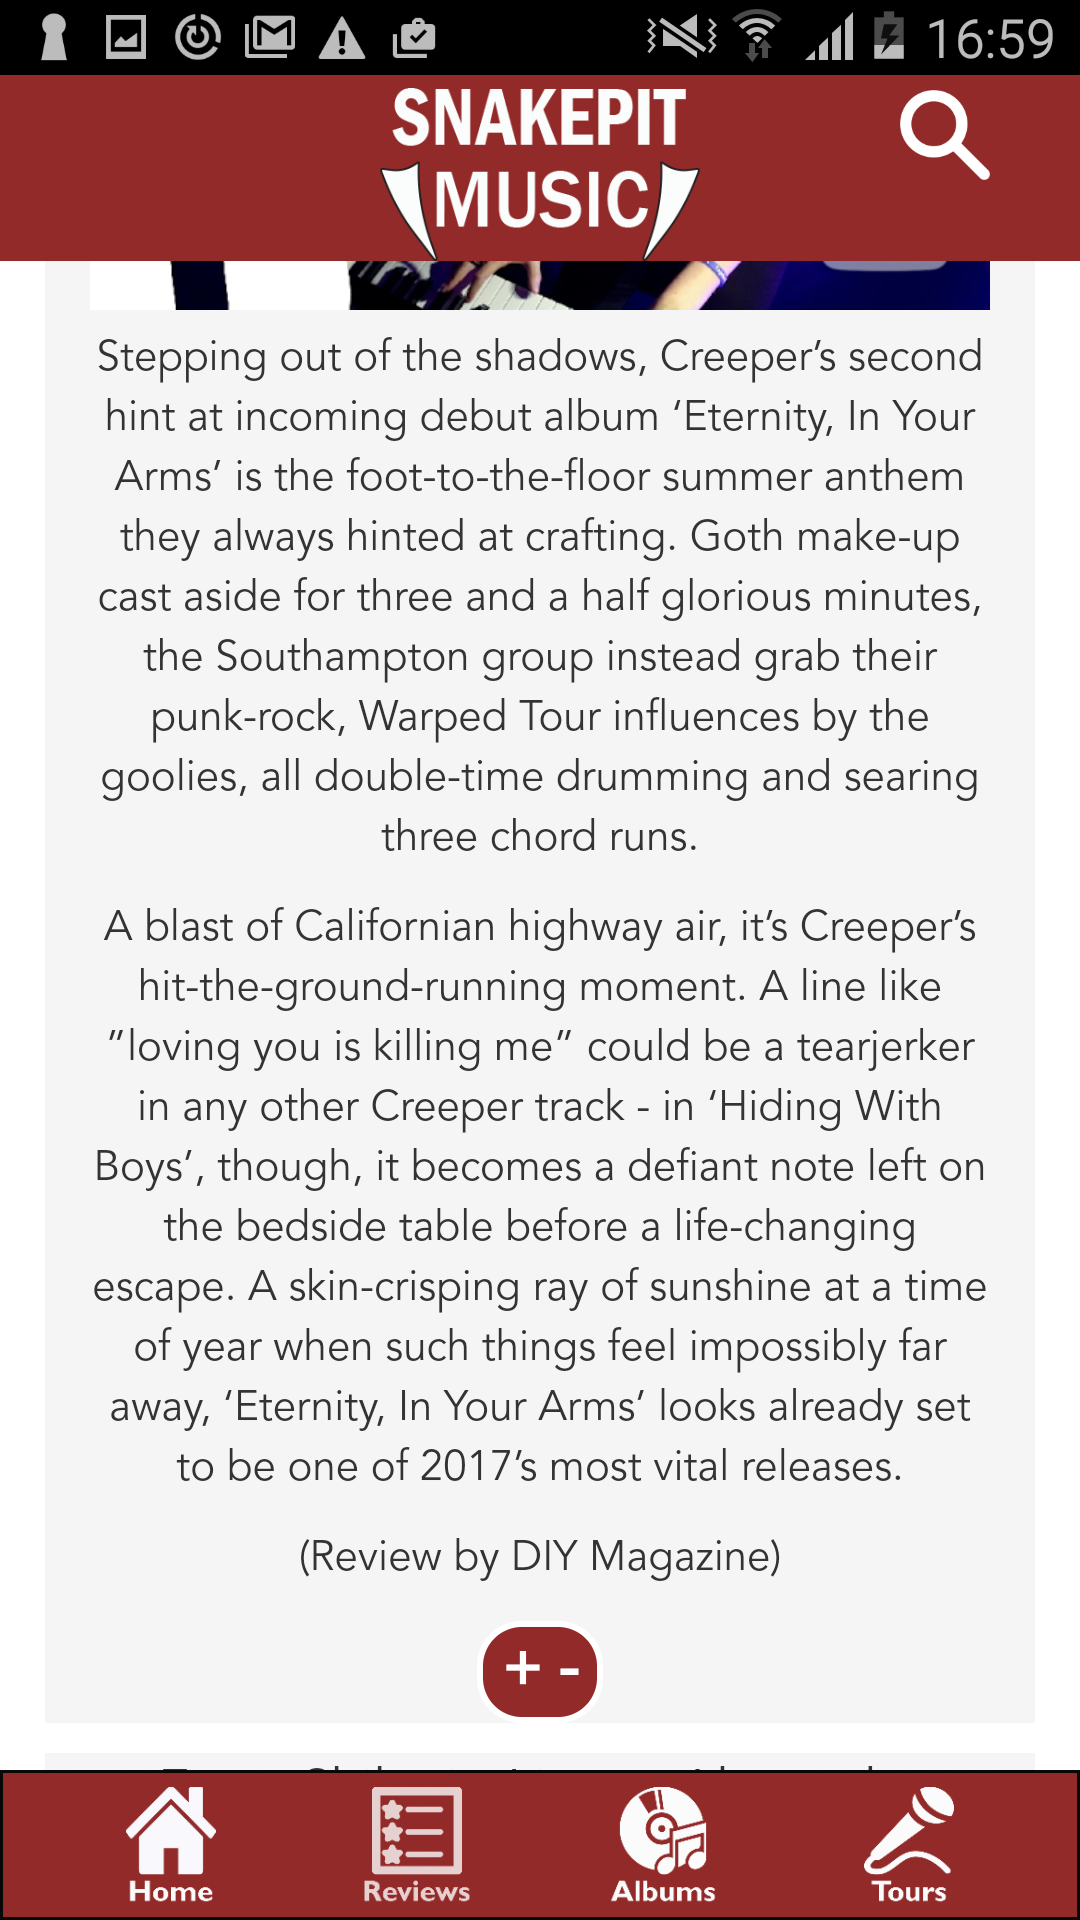 16:59
SNAKEPIT
MUSIC
Stepping out of the shadows, Creeper’s second
hint at incoming debut album ‘Eternity, In Your
Arms’ is the foot-to-the-floor summer anthem
they always hinted at crafting. Goth make-up
cast aside for three and a half glorious minutes,
the Southampton group instead grab their
punk-rock, Warped Tour influences by the
goolies, all double-time drumming and searing
three chord runs.
A blast of Californian highway air, it’s Creeper’s
hit-the-ground-running moment. A line like
”loving you is killing me” could be a tearjerker
in any other Creeper track - in ‘Hiding With
Boys’, though, it becomes a defiant note left on
the bedside table before a life-changing
escape. A skin-crisping ray of sunshine at a time
of year when such things feel impossibly far
away, ‘Eternity, In Your Arms’ looks already set
to be one of 2017’s most vital releases.
(Review by DIY Magazine)
+ -
Home Reviews Albums Tours